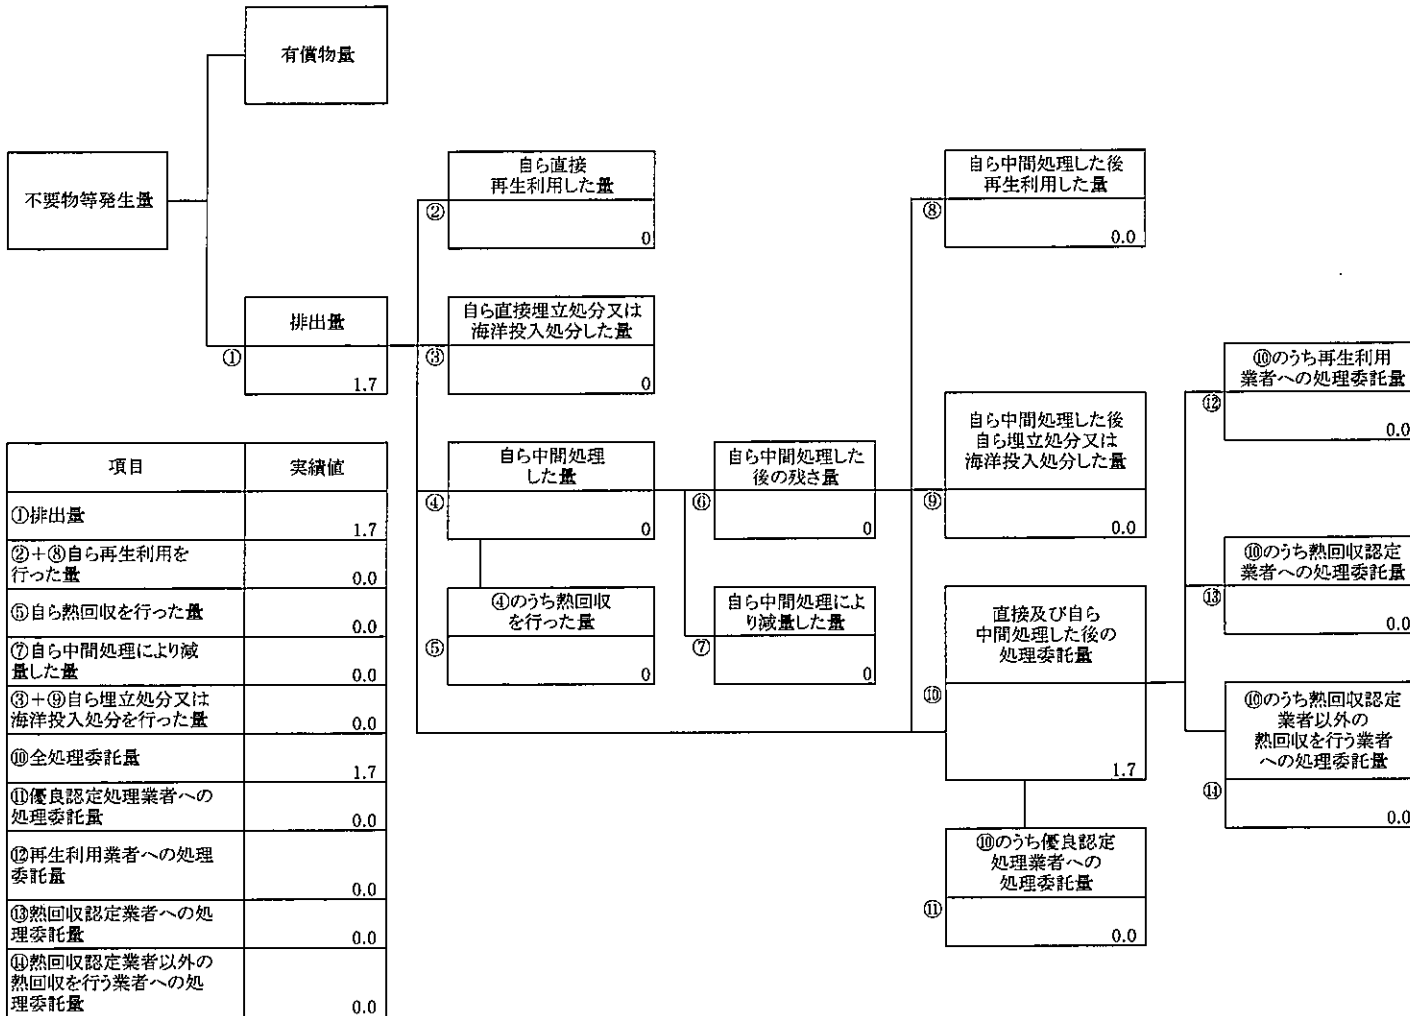 有償物量
不要物等発生量
排出量
①
1.7
自ら直接
再生利用した量
②
0
自ら直接埋立処分又は
海洋投入処分した量
③
0
自ら中間処理
した量
④
0
④のうち熱回収
を行った量
⑤
0
自ら中間処理した
後の残さ量
⑥
0
自ら中間処理によ
り減量した量
⑦
0
自ら中間処理した後
再生利用した量
⑧
0.0
自ら中間処理した後
自ら埋立処分又は
海洋投入処分した量
⑨
0.0
直接及び自ら
中間処理した後の
処理委託量
⑩
1.7
⑩のうち優良認定
処理業者への
処理委託量
⑪
0.0
⑩のうち再生利用
業者への処理委託量
⑫
0.0
⑩のうち熱回収認定
業者への処理委託量
⑬
0.0
⑩のうち熱回収認定
業者以外の
熱回収を行う業者
への処理委託量
⑭
0.0
項目 実績値
①排出量 1.7
②+⑧自ら再生利用を
行った量 0.0
⑤自ら熱回収を行った量 0.0
⑦自ら中間処理により減
量した量 0.0
③+⑨自ら埋立処分又は
海洋投入処分を行った量 0.0
⑩全処理委託量 1.7
⑪優良認定処理業者への
処理委託量 0.0
⑫再生利用業者への処理
委託量 0.0
⑬熱回収認定業者への処
理委託量 0.0
⑭熱回収認定業者以外の
熱回収を行う業者への処
理委託量 0.0